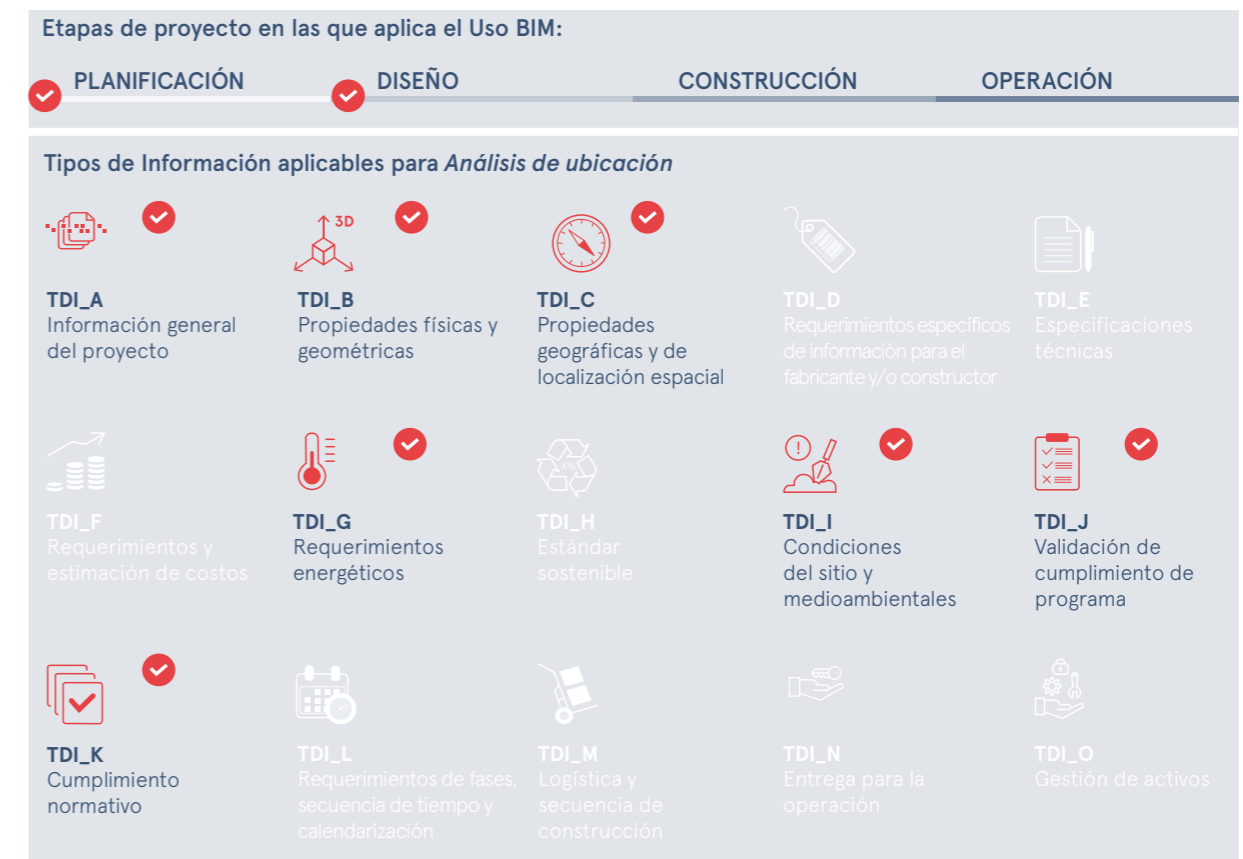 Etapas de proyecto en las que aplica el Uso BIM:
PLANIFICACIÓN
DISEÑO
CONSTRUCCIÓN
OPERACIÓN
Tipos de Información aplicables para Análisis de ubicación
3D
TDI_A
Información general
del proyecto
TDI_B
Propiedades físicas y
geométricas
TDI_C
Propiedades
geográficas y de
localización espacial
TDI_D
Requerimientos específicos
de información para el
fabricante y/o constructor
TDI_E
Especificaciones
técnicas
TDI_F
Requerimientos y
estimación de costos
TDI_G
Requerimientos
energéticos
TDI_H
Estándar
sostenible
TDI_I
Condiciones
del sitio y
medioambientales
TDI_J
Validación de
cumplimiento de
programa
TDI_K
Cumplimiento
normativo
TDI_L
Requerimientos de fases,
secuencia de tiempo y
calendarización
TDI_M
Logística y
secuencia de
construcción
TDI_N
Entrega para la
operación
TDI_O
Gestión de activos